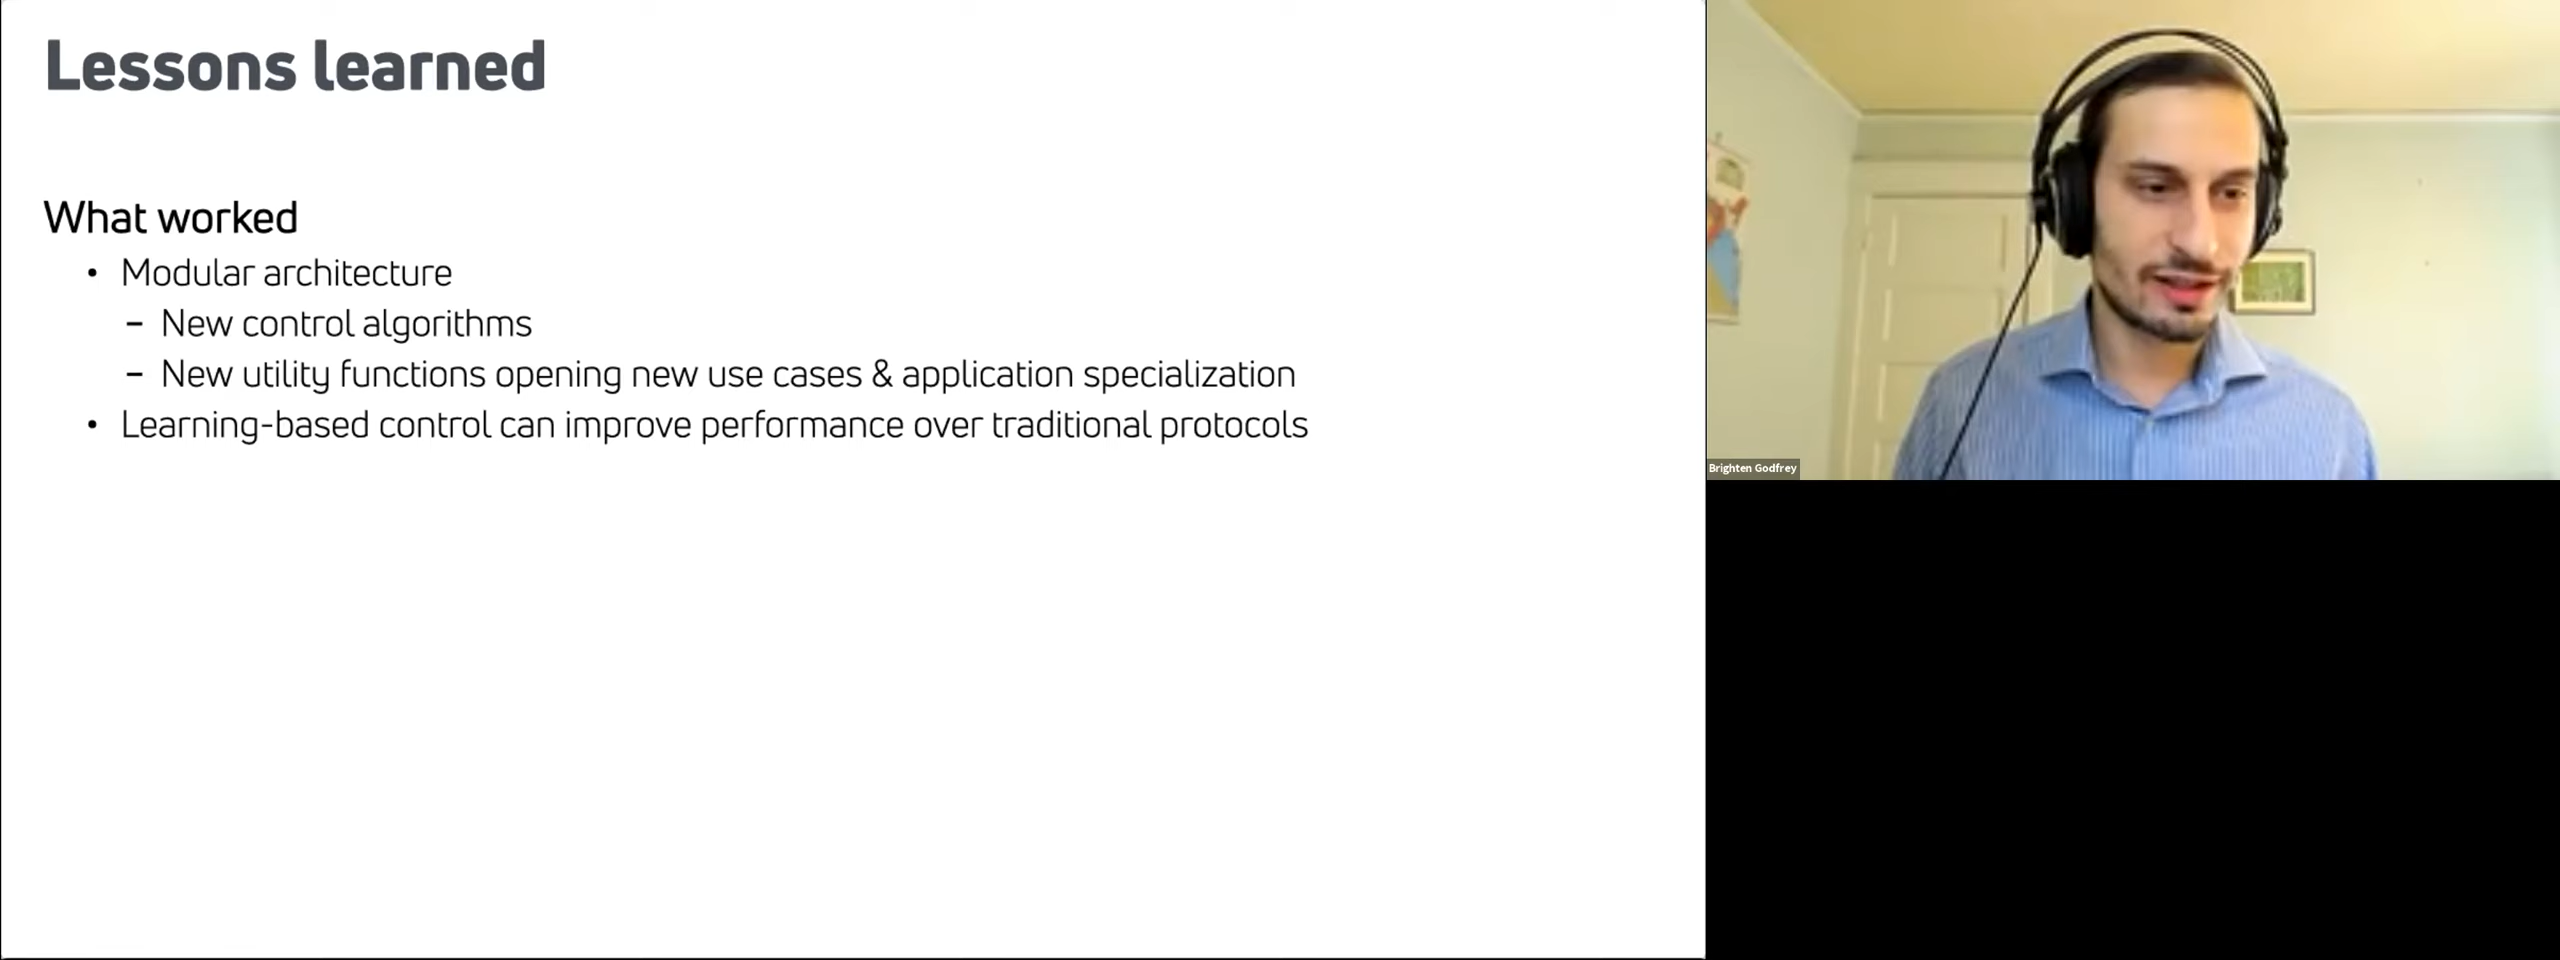 Lessons learned
What worked
• Modular architecture
– New control algorithms
– New utility functions opening new use cases & application specialization
• Learning-based control can improve performance over traditional protocols
Brighten Godfrey